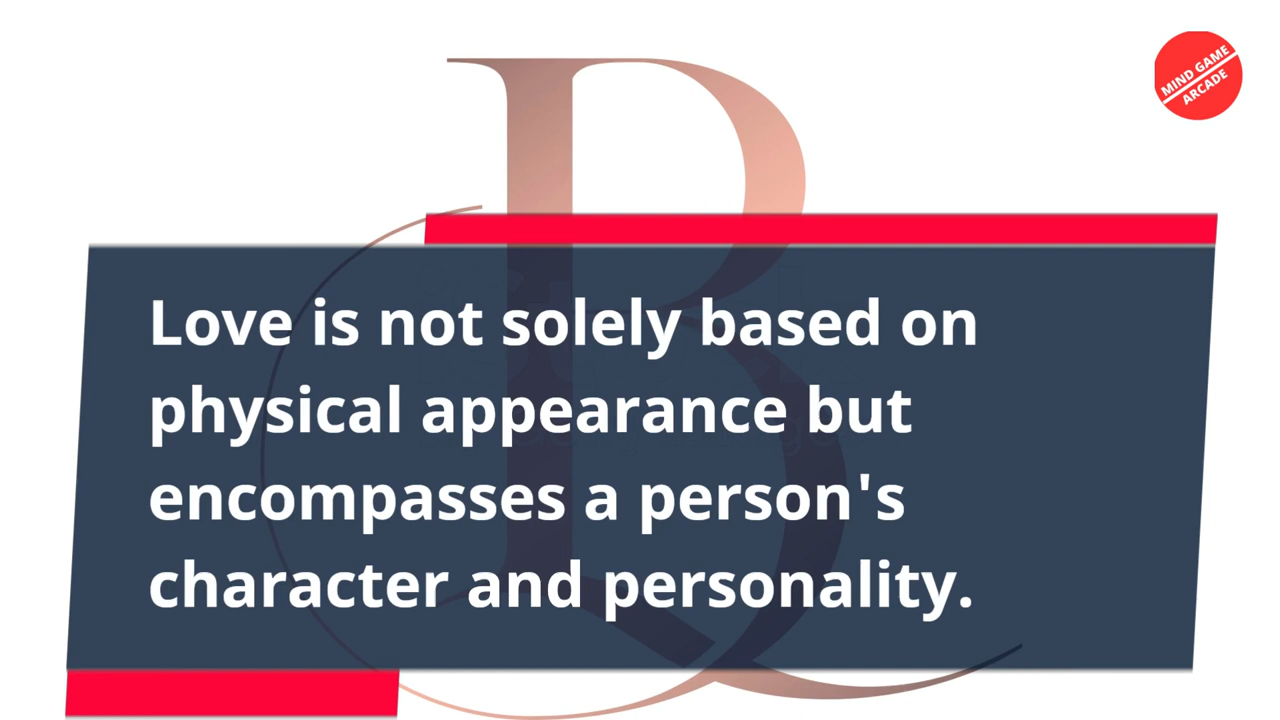 MIND GAME
ARCADE
B
Love is not solely based on
physical appearance but
encompasses a person's
character and personality.